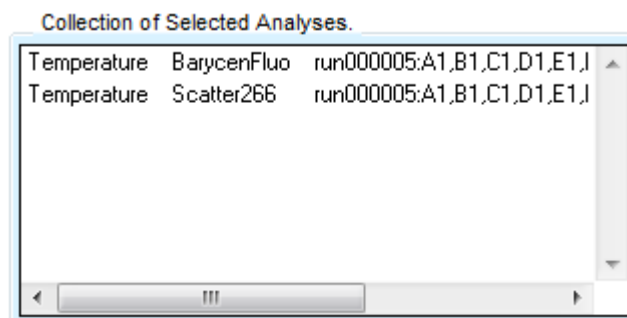 Collection of Selected Analyses.
Temperature BarycenFluo run000005:A1,B1,C1,D1,E1,
Temperature Scatter266 run000005:A1,B1,C1,D1,E1,